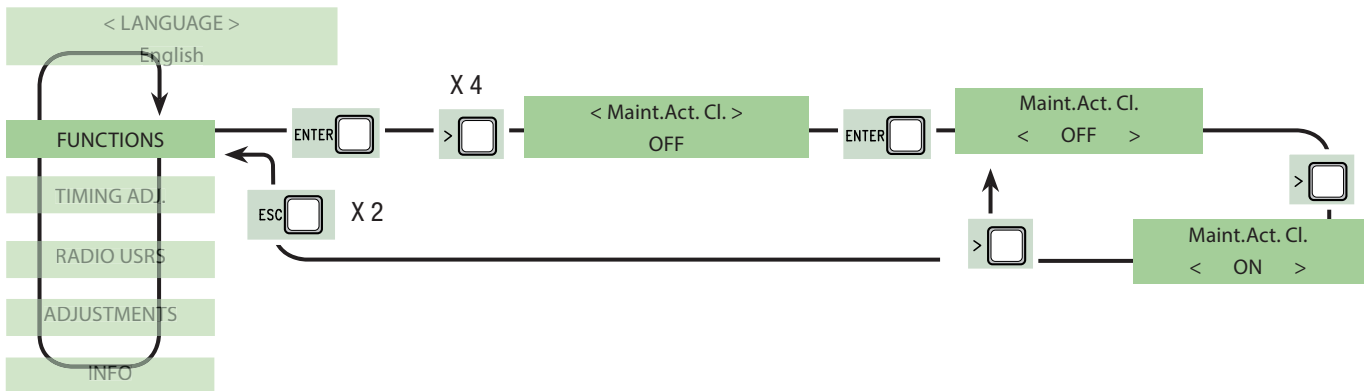 < LANGUAGE >
English
FUNCTIONS
TIMING ADJ.
RADIO USRS
ADJUSTMENTS
INFO
ENTER
X 4
>
< Maint.Act. Cl. >
OFF
ENTER
Maint.Act. Cl.
< OFF >
>
Maint.Act. Cl.
< ON >
>
ESC
X 2